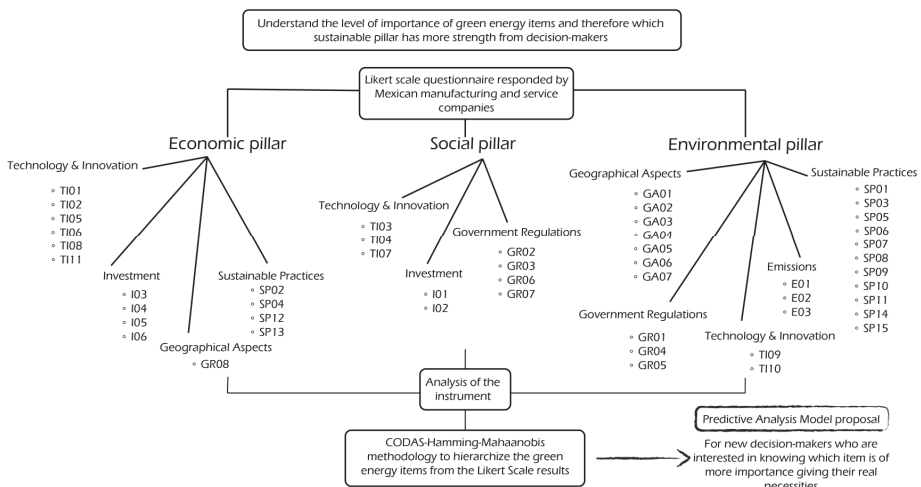 Understand the level of importance of green energy items and therefore which
sustainable pillar has more strength from decision-makers
Likert scale questionnaire responded by
Mexican manufacturing and service
companies
Economic pillar
Technology & Innovation
TI01
TI02
TI05
TI06
TI08
TI11
Investment
I03
I04
I05
I06
Geographical Aspects
GR08
Sustainable Practices
SP02
SP04
SP12
SP13
Social pillar
Technology & Innovation
TI03
TI04
TI07
Investment
I01
I02
Government Regulations
GR02
GR03
GR06
GR07
Environmental pillar
Geographical Aspects
GA01
GA02
GA03
GA04
GA05
GA06
GA07
Government Regulations
GR01
GR04
GR05
Technology & Innovation
TI09
TI10
Emissions
E01
E02
E03
Sustainable Practices
SP01
SP03
SP05
SP06
SP07
SP08
SP09
SP10
SP11
SP14
SP15
Analysis of the
instrument
CODAS-Hamming-Mahaanobis
methodology to hierarchize the green
energy items from the Likert Scale results
Predictive Analysis Model proposal
For new decision-makers who are
interested in knowing which item is of
more importance giving their real
necessities